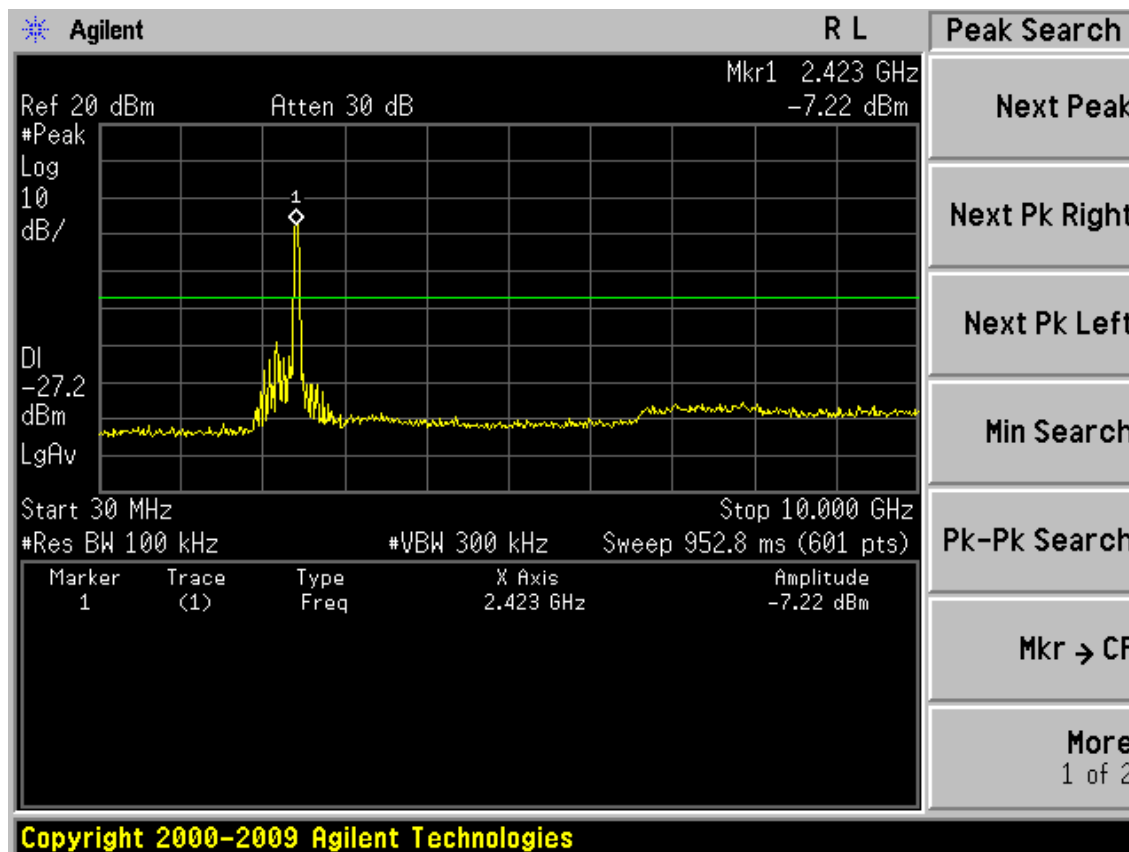 Agilent R L Peak Search
Mkr1 2.423 GHz
Ref 20 dBm Atten 30 dB -7.22 dBm
#Peak
Log
10
dB/
1
DI
-27.2
dBm
LgAv
Start 30 MHz Stop 10.000 GHz
#Res BW 100 kHz #VBW 300 kHz Sweep 952.8 ms (601 pts)
Marker Trace Type X Axis Amplitude
1 (1) Freq 2.423 GHz -7.22 dBm
Next Peak
Next Pk Right
Next Pk Left
Min Search
Pk-Pk Search
Mkr → CF
More
1 of 2
Copyright 2000-2009 Agilent Technologies